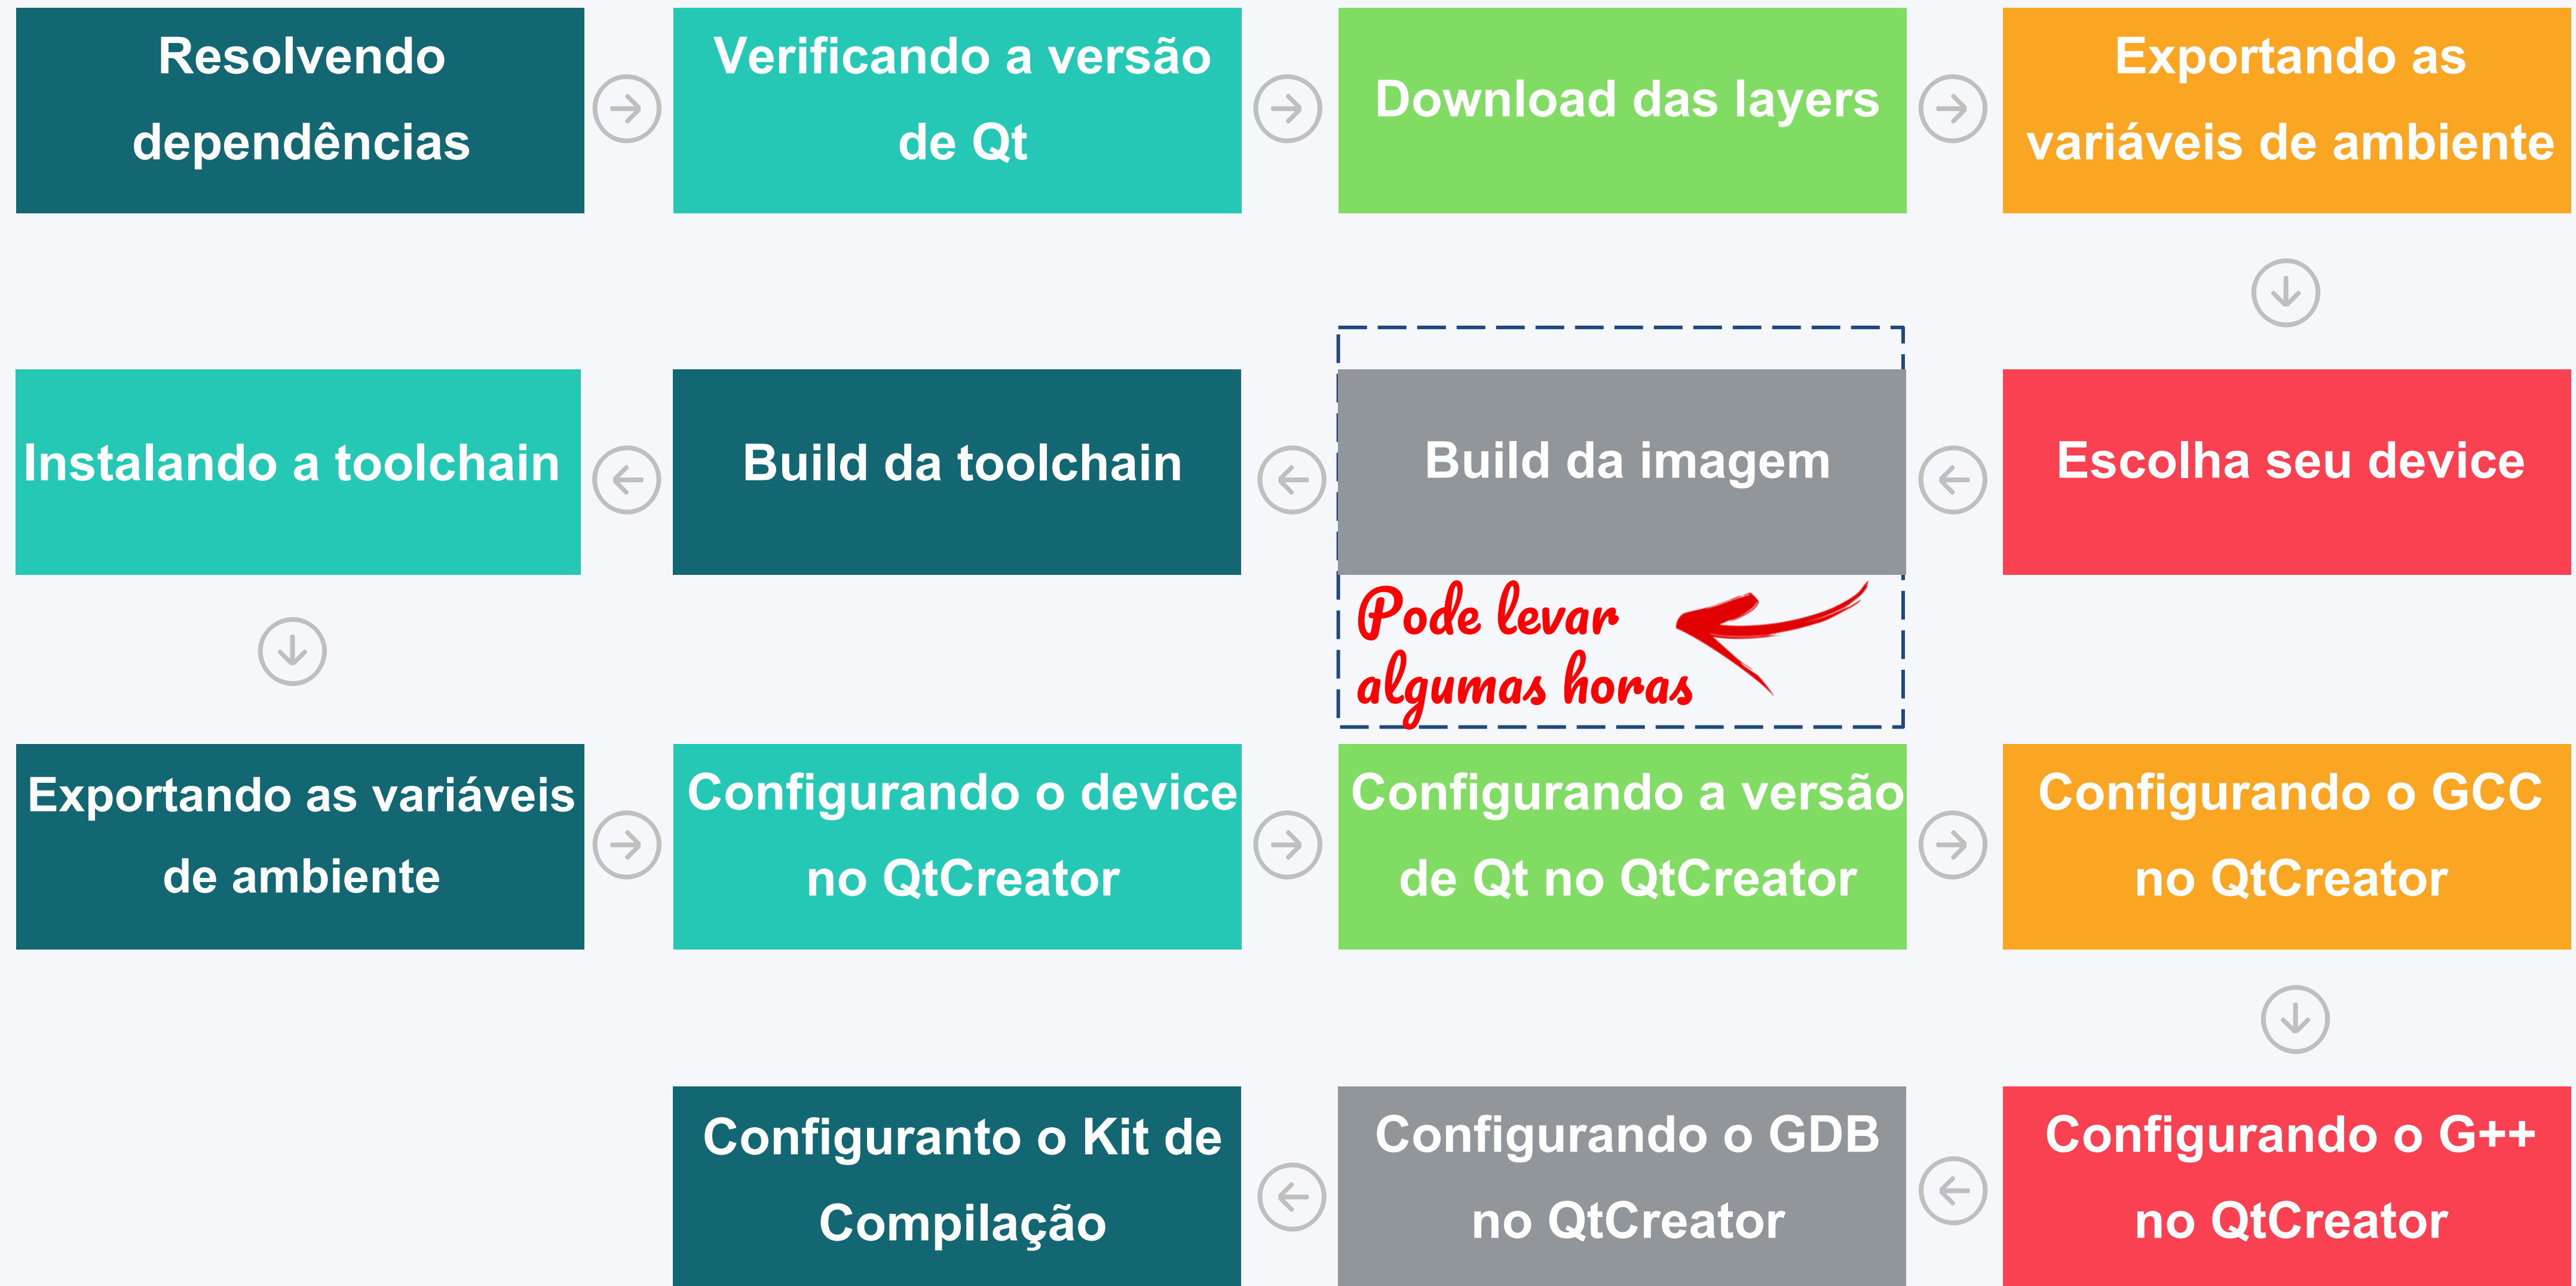 Resolvendo
dependências
Verificando a versão
de Qt
Download das layers
Exportando as
variáveis de ambiente
Escolha seu device
Build da imagem
Pode levar
algumas horas
Build da toolchain
Instalando a toolchain
Exportando as variáveis
de ambiente
Configurando o device
no QtCreator
Configurando a versão
de Qt no QtCreator
Configurando o GCC
no QtCreator
Configurando o G++
no QtCreator
Configurando o GDB
no QtCreator
Configuranto o Kit de
Compilação